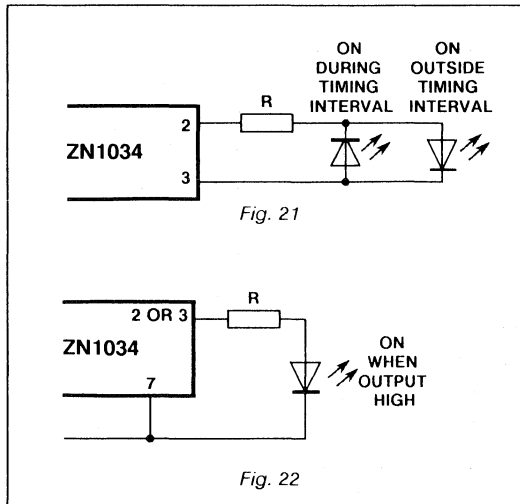 ON
DURING
TIMING
INTERVAL
ON
OUTSIDE
TIMING
INTERVAL
R
2
ZN1034
3
Fig. 21
2 OR 3
R
ZN1034
7
ON
WHEN
OUTPUT
HIGH
Fig. 22